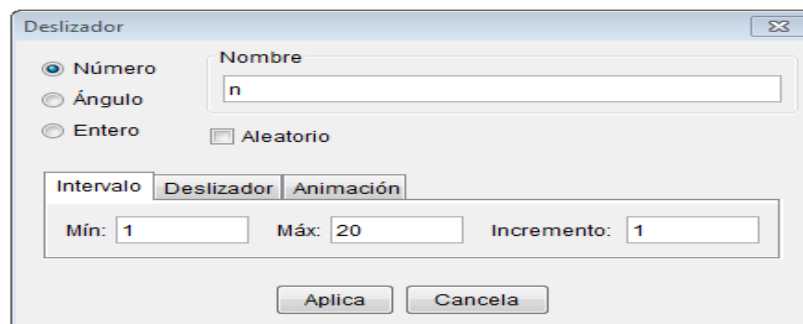 Deslizador
Número
Ángulo
Entero
Nombre
n
Aleatorio
Intervalo Deslizador Animación
Mín: 1 Máx: 20 Incremento: 1
Aplica Cancela